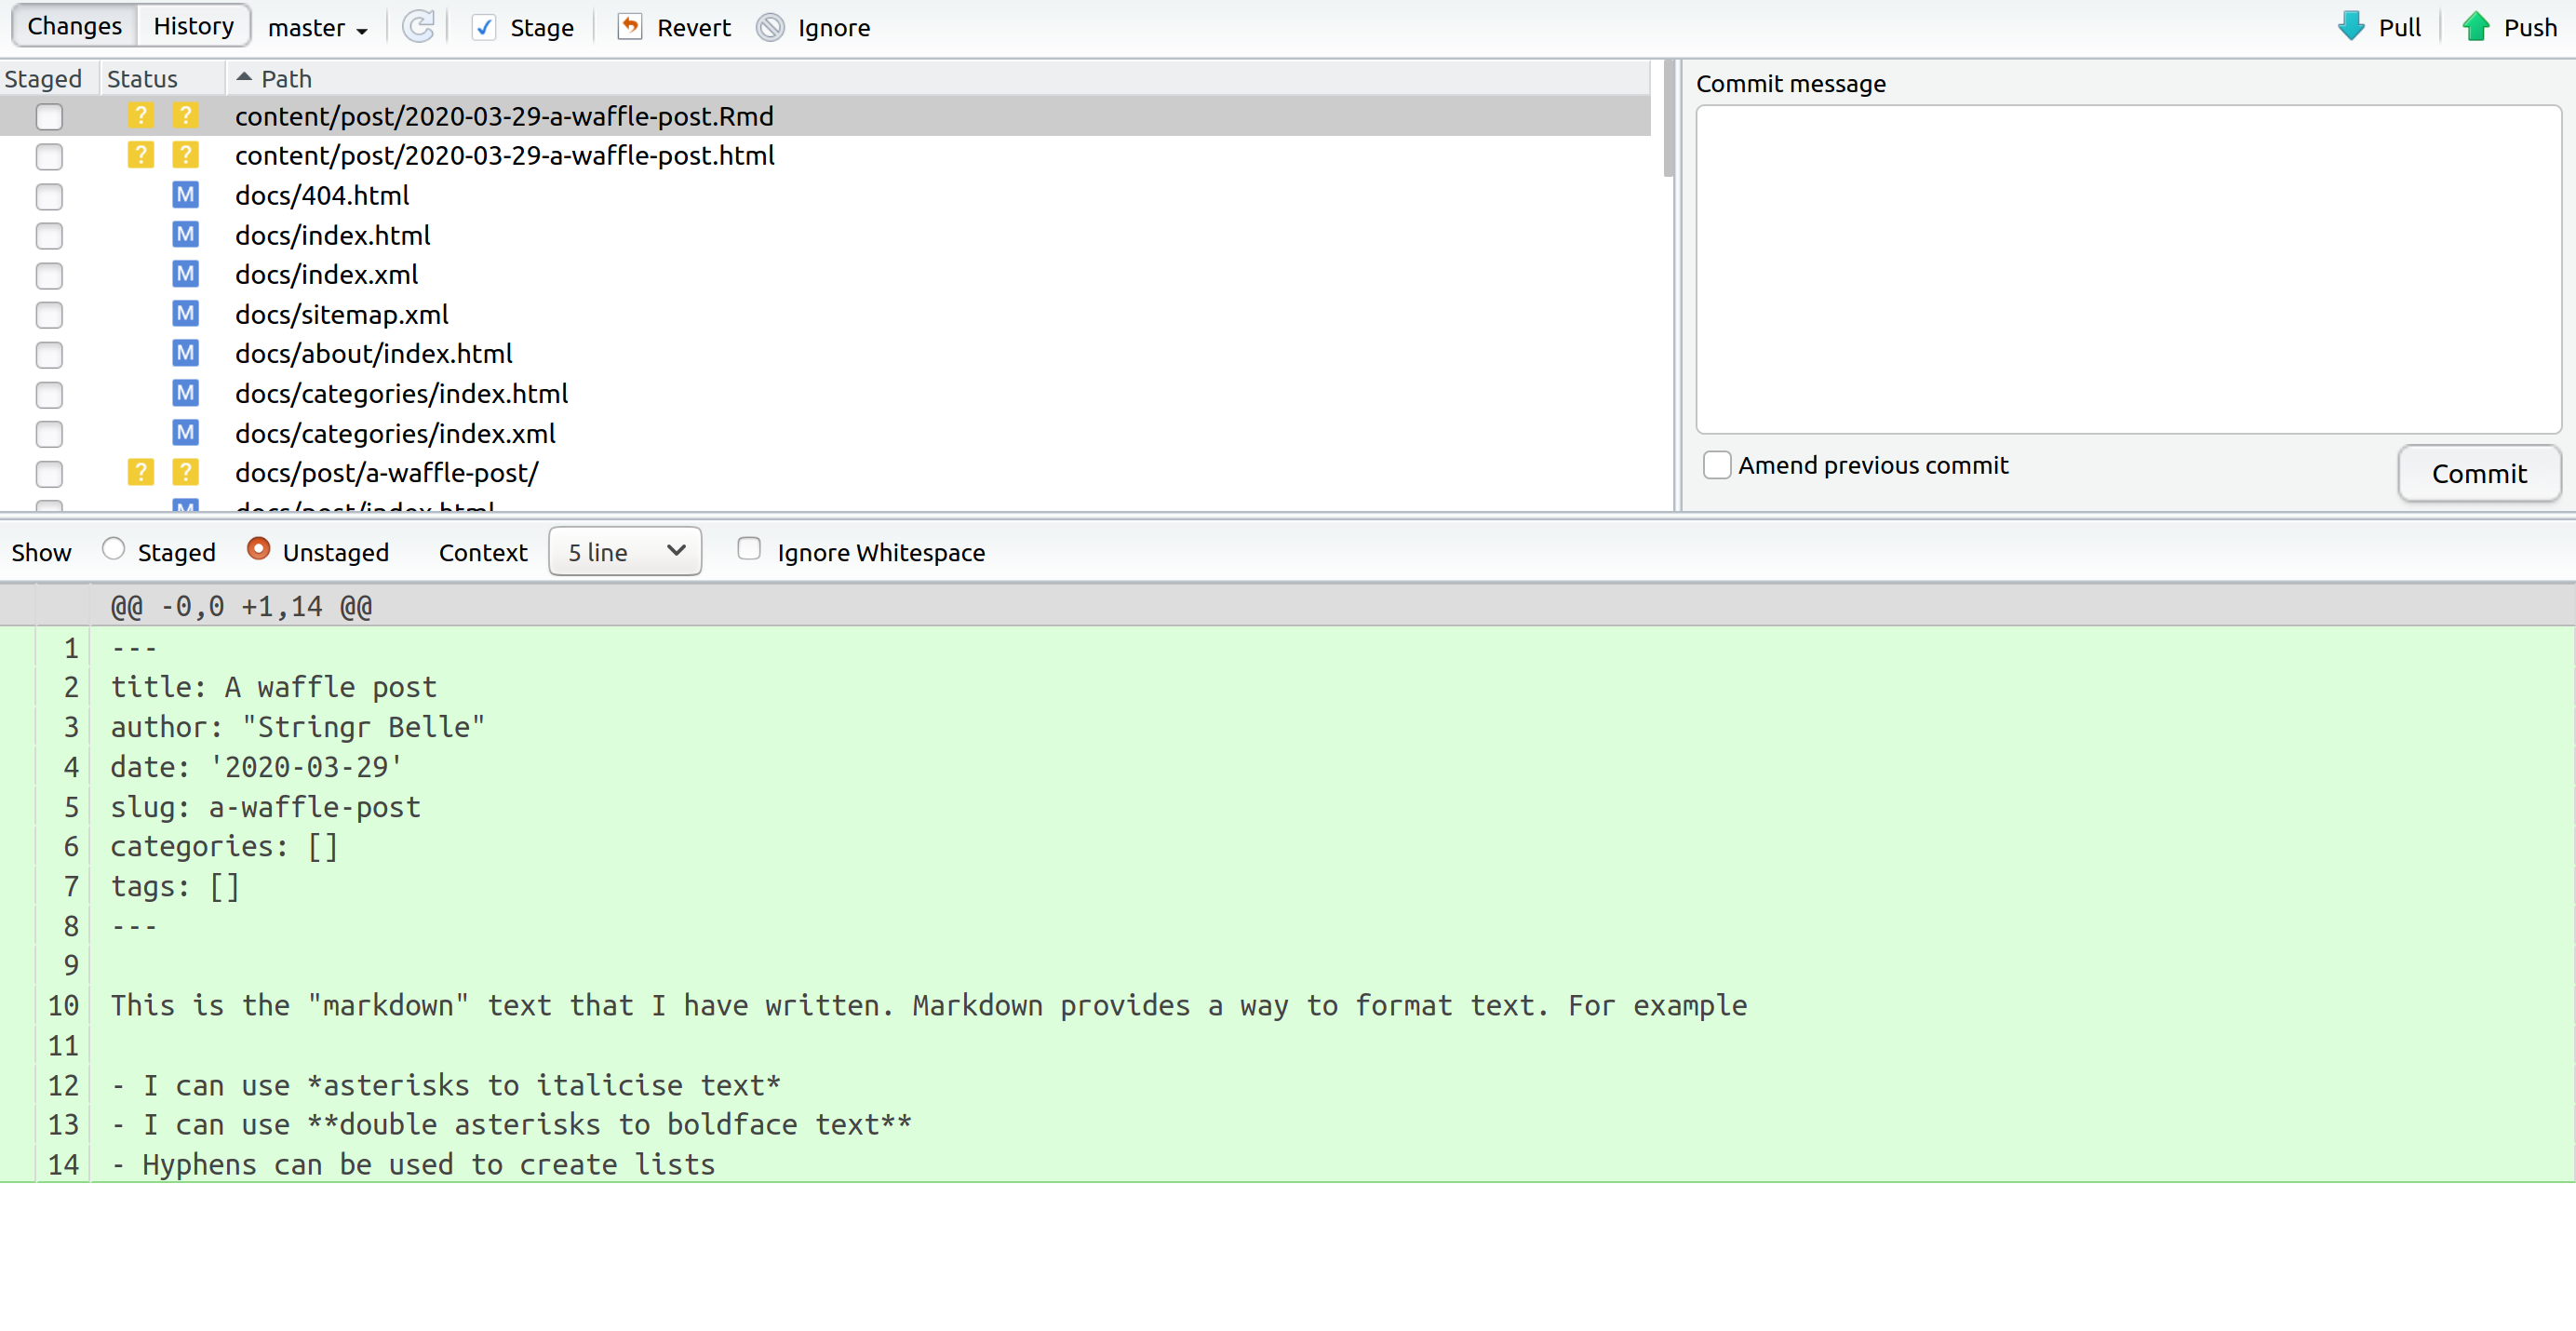 Changes History master Stage Revert Ignore Pull Push
Staged Status Path
Commit message
? ? content/post/2020-03-29-a-waffle-post.Rmd
? ? content/post/2020-03-29-a-waffle-post.html
M docs/404.html
M docs/index.html
M docs/index.xml
M docs/sitemap.xml
M docs/about/index.html
M docs/categories/index.html
M docs/categories/index.xml
? ? docs/post/a-waffle-post/
M docs/post/index.html
Amend previous commit Commit
Show Staged Unstaged Context 5 line Ignore Whitespace
@@ -0,0 +1,14 @@
1 ---
2 title: A waffle post
3 author: "Stringr Belle"
4 date: '2020-03-29'
5 slug: a-waffle-post
6 categories: []
7 tags: []
8 ---
9
10 This is the "markdown" text that I have written. Markdown provides a way to format text. For example
11
12 - I can use *asterisks to italicise text*
13 - I can use **double asterisks to boldface text**
14 - Hyphens can be used to create lists